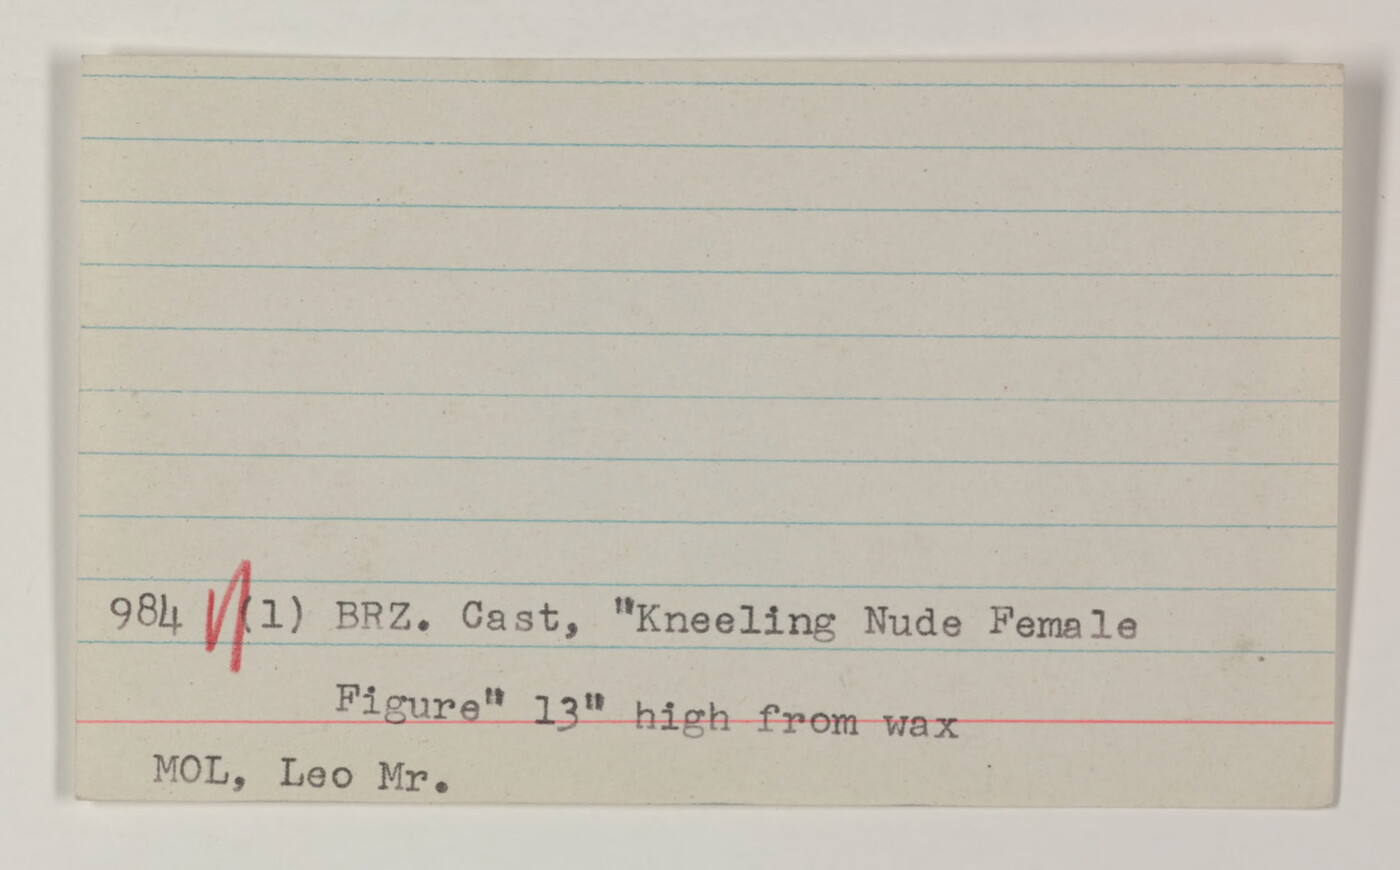 984 (1) BRZ. Cast, "Kneeling Nude Female
Figure" 13" high from wax
MOL, Leo Mr.